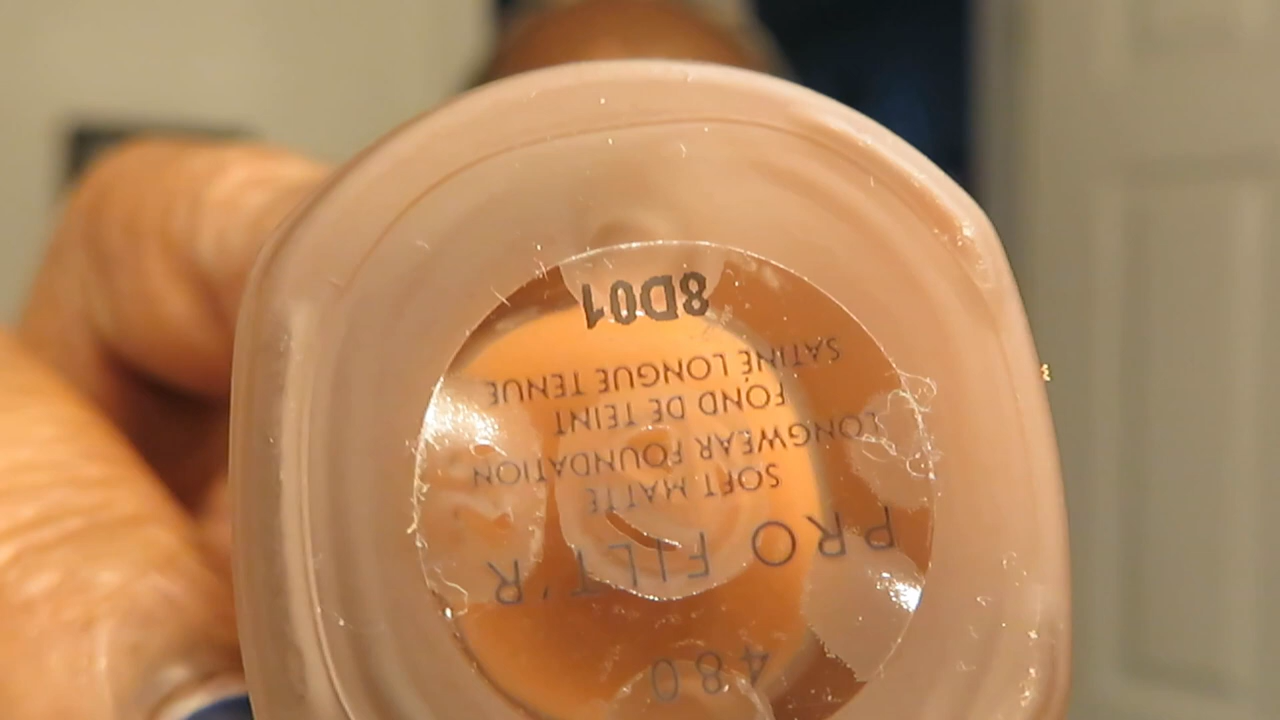 480
PRO FILT'R
SOFT MATTE
LONGWEAR FOUNDATION
FOND DE TEINT
SATINÉ LONGUE TENUE
8D01